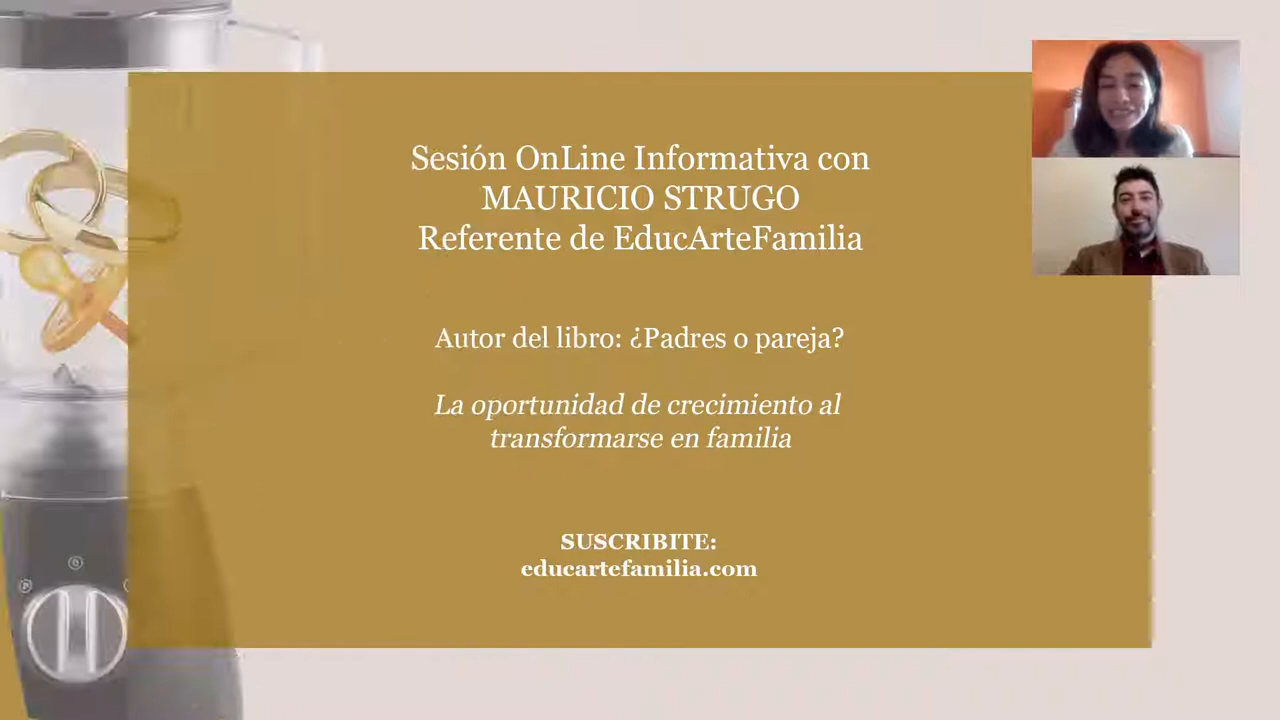 Sesión OnLine Informativa con
MAURICIO STRUGO
Referente de EducArteFamilia
Autor del libro: ¿Padres o pareja?
La oportunidad de crecimiento al
transformarse en familia
SUSCRIBITE:
educartefamilia.com